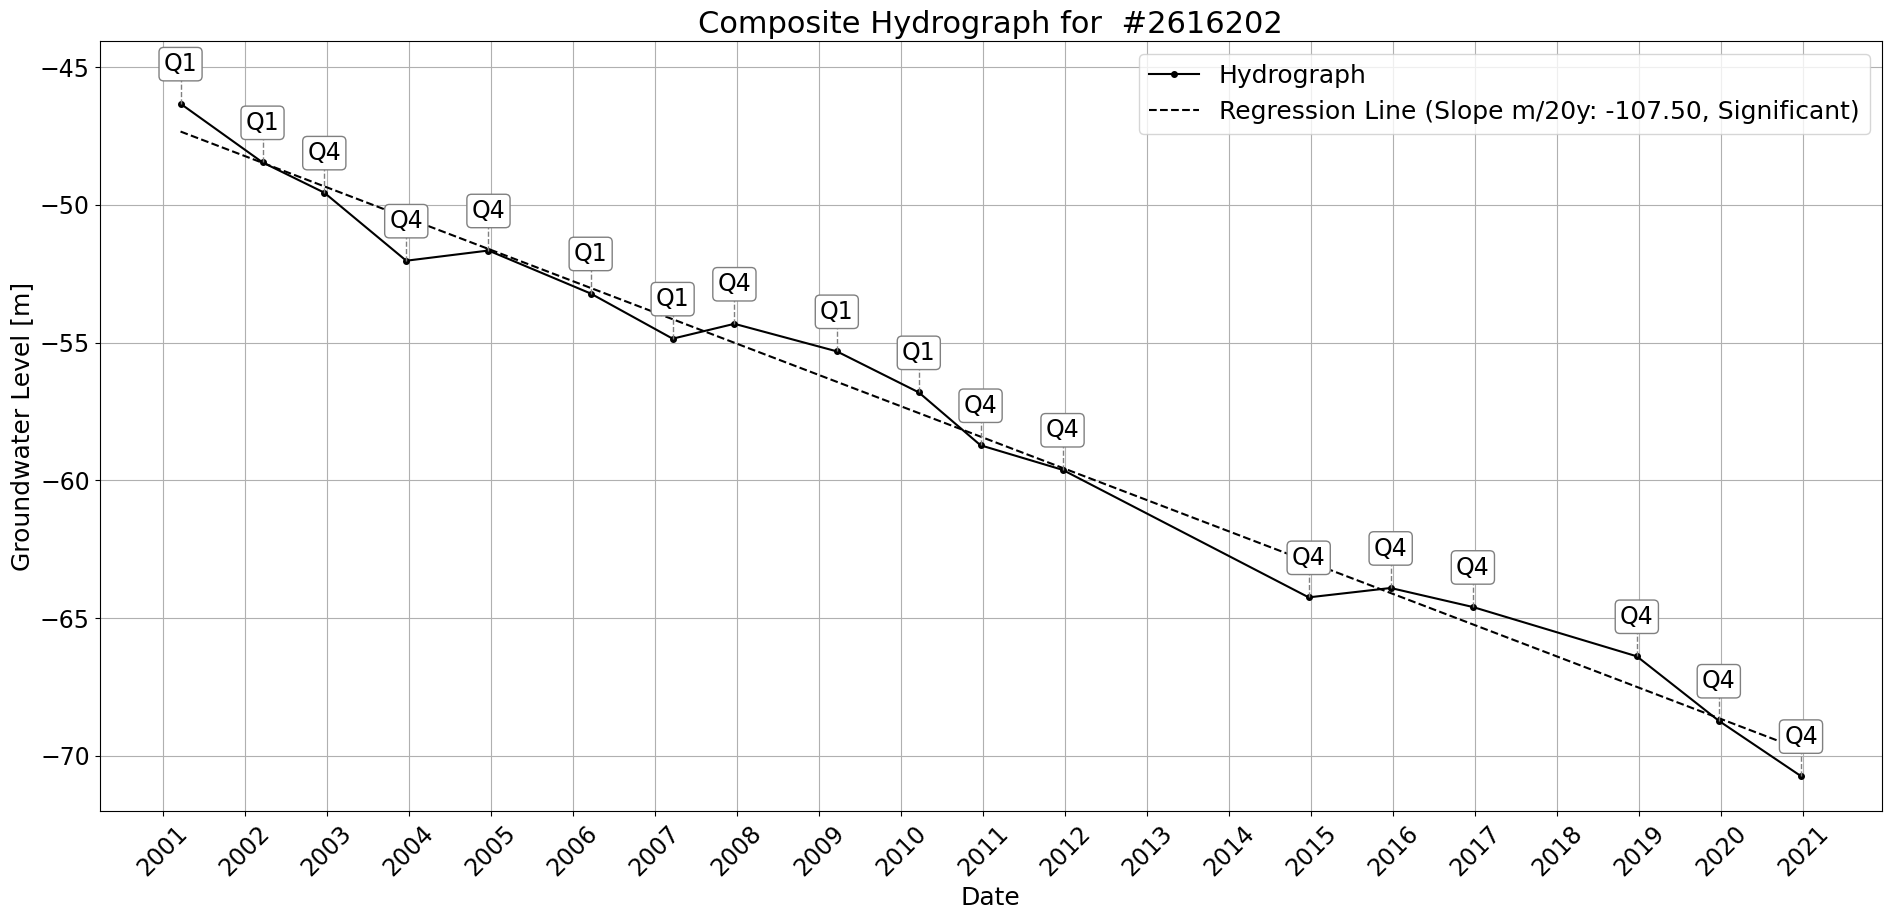 Composite Hydrograph for  #2616202
Hydrograph
Regression Line (Slope m/20y: -107.50, Significant)
Groundwater Level [m]
−45
−50
−55
−60
−65
−70
Q1
Q1
Q4
Q4
Q4
Q1
Q1
Q4
Q1
Q1
Q4
Q4
Q4
Q4
Q4
Q4
Q4
Q4
2001
2002
2003
2004
2005
2006
2007
2008
2009
2010
2011
2012
2013
2014
2015
2016
2017
2018
2019
2020
2021
Date